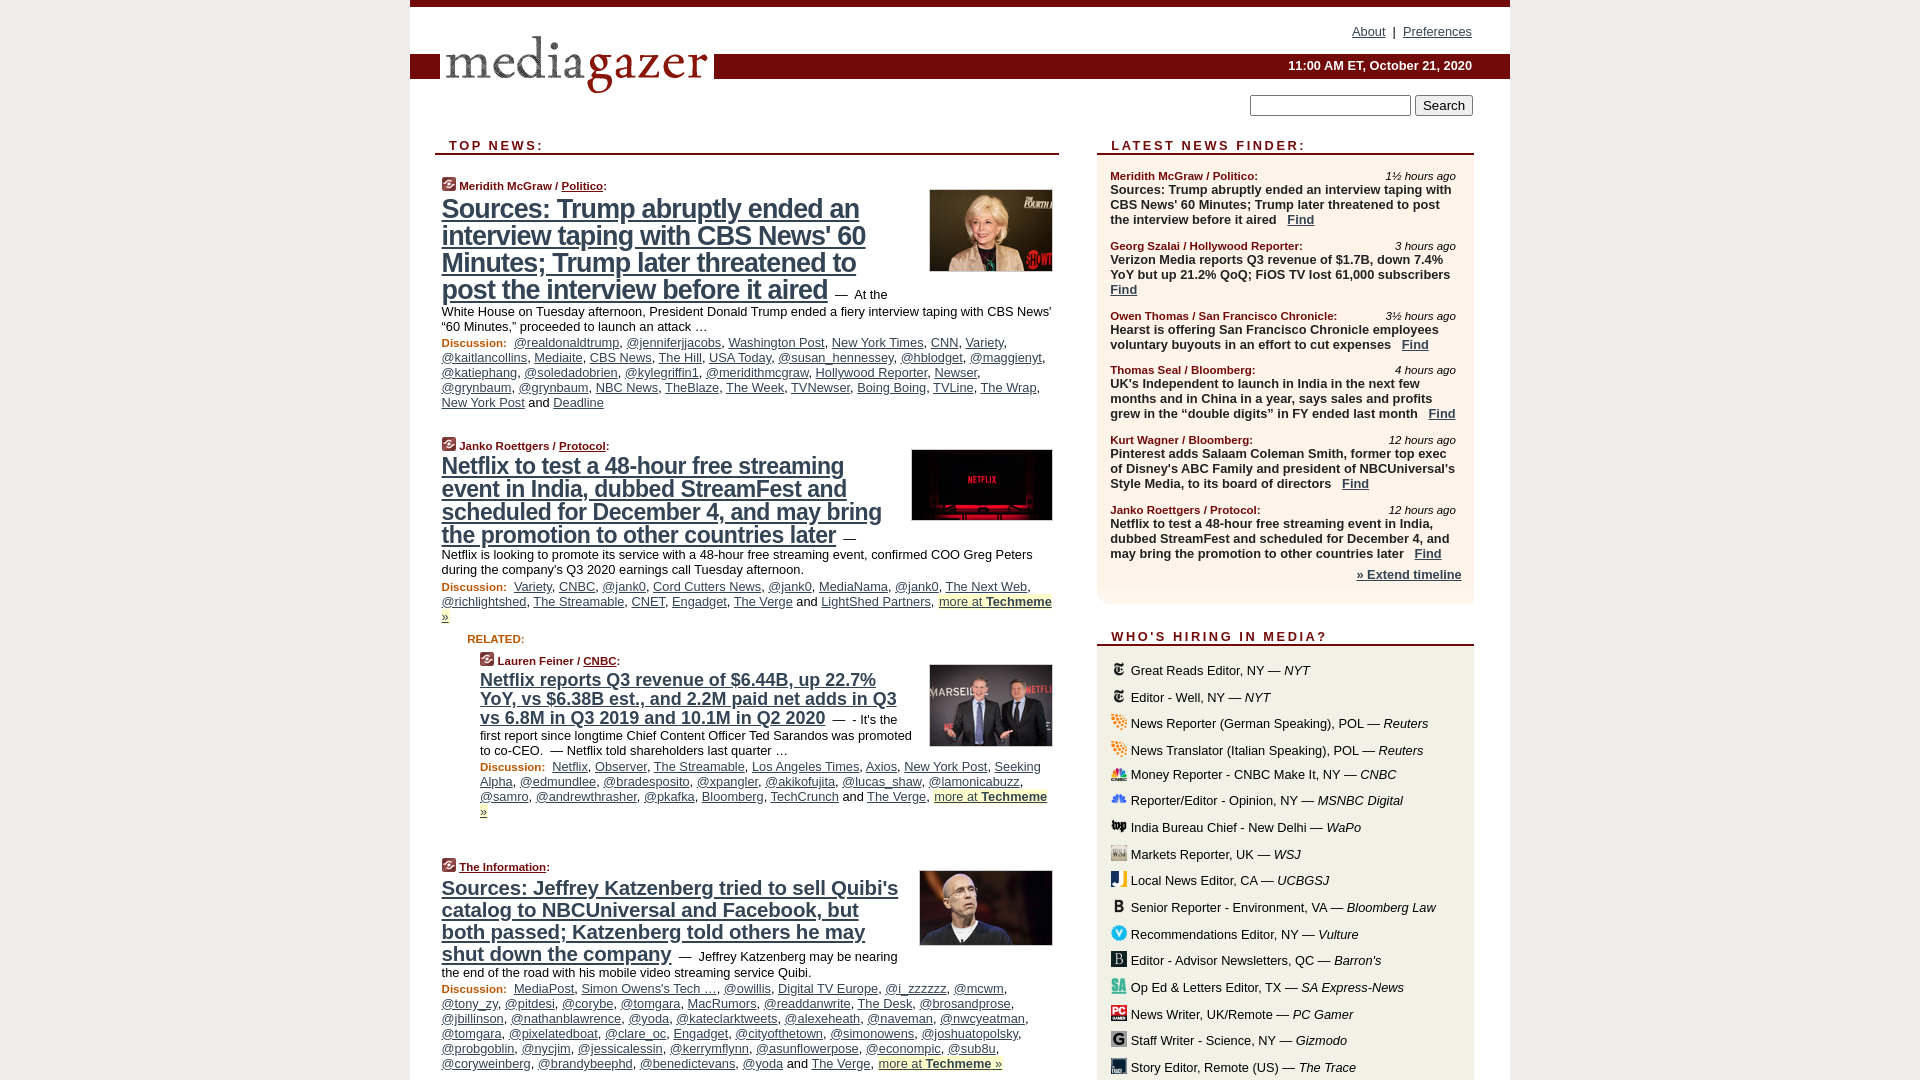 About | Preferences
mediagazer
11:00 AM ET, October 21, 2020
Search
TOP NEWS:
Meridith McGraw / Politico:
Sources: Trump abruptly ended an
interview taping with CBS News' 60
Minutes; Trump later threatened to
post the interview before it aired — At the
White House on Tuesday afternoon, President Donald Trump ended a fiery interview taping with CBS News'
“60 Minutes,” proceeded to launch an attack …
Discussion: @realdonaldtrump, @jenniferjjacobs, Washington Post, New York Times, CNN, Variety,
@kaitlancollins, Mediaite, CBS News, The Hill, USA Today, @susan_hennessey, @hblodget, @maggienyt,
@katiephang, @soledadobrien, @kylegriffin1, @meridithmcgraw, Hollywood Reporter, Newser,
@grynbaum, @grynbaum, NBC News, TheBlaze, The Week, TVNewser, Boing Boing, TVLine, The Wrap,
New York Post and Deadline
Janko Roettgers / Protocol:
Netflix to test a 48-hour free streaming
event in India, dubbed StreamFest and
scheduled for December 4, and may bring
the promotion to other countries later —
NETFLIX
Netflix is looking to promote its service with a 48-hour free streaming event, confirmed COO Greg Peters
during the company's Q3 2020 earnings call Tuesday afternoon.
Discussion: Variety, CNBC, @jank0, Cord Cutters News, @jank0, MediaNama, @jank0, The Next Web,
@richlightshed, The Streamable, CNET, Engadget, The Verge and LightShed Partners, more at Techmeme
»
RELATED:
Lauren Feiner / CNBC:
Netflix reports Q3 revenue of $6.44B, up 22.7%
YoY, vs $6.38B est., and 2.2M paid net adds in Q3
vs 6.8M in Q3 2019 and 10.1M in Q2 2020 — - It's the
first report since longtime Chief Content Officer Ted Sarandos was promoted
to co-CEO. — Netflix told shareholders last quarter …
Discussion: Netflix, Observer, The Streamable, Los Angeles Times, Axios, New York Post, Seeking
Alpha, @edmundlee, @bradesposito, @xpangler, @akikofujita, @lucas_shaw, @lamonicabuzz,
@samro, @andrewthrasher, @pkafka, Bloomberg, TechCrunch and The Verge, more at Techmeme
»
The Information:
Sources: Jeffrey Katzenberg tried to sell Quibi's
catalog to NBCUniversal and Facebook, but
both passed; Katzenberg told others he may
shut down the company — Jeffrey Katzenberg may be nearing
the end of the road with his mobile video streaming service Quibi.
Discussion: MediaPost, Simon Owens's Tech …, @owillis, Digital TV Europe, @i_zzzzzz, @mcwm,
@tony_zy, @pitdesi, @corybe, @tomgara, MacRumors, @readdanwrite, The Desk, @brosandprose,
@jbillinson, @nathanblawrence, @yoda, @kateclarktweets, @alexeheath, @naveman, @nwcyeatman,
@tomgara, @pixelatedboat, @clare_oc, Engadget, @cityofthetown, @simonowens, @joshuatopolsky,
@probgoblin, @nycjim, @jessicalessin, @kerrymflynn, @asunflowerpose, @econompic, @sub8u,
@coryweinberg, @brandybeephd, @benedictevans, @yoda and The Verge, more at Techmeme »
LATEST NEWS FINDER:
Meridith McGraw / Politico: 1½ hours ago
Sources: Trump abruptly ended an interview taping with
CBS News' 60 Minutes; Trump later threatened to post
the interview before it aired Find
Georg Szalai / Hollywood Reporter: 3 hours ago
Verizon Media reports Q3 revenue of $1.7B, down 7.4%
YoY but up 21.2% QoQ; FiOS TV lost 61,000 subscribers
Find
Owen Thomas / San Francisco Chronicle: 3½ hours ago
Hearst is offering San Francisco Chronicle employees
voluntary buyouts in an effort to cut expenses Find
Thomas Seal / Bloomberg: 4 hours ago
UK's Independent to launch in India in the next few
months and in China in a year, says sales and profits
grew in the “double digits” in FY ended last month Find
Kurt Wagner / Bloomberg: 12 hours ago
Pinterest adds Salaam Coleman Smith, former top exec
of Disney's ABC Family and president of NBCUniversal's
Style Media, to its board of directors Find
Janko Roettgers / Protocol: 12 hours ago
Netflix to test a 48-hour free streaming event in India,
dubbed StreamFest and scheduled for December 4, and
may bring the promotion to other countries later Find
» Extend timeline
WHO'S HIRING IN MEDIA?
Great Reads Editor, NY — NYT
Editor - Well, NY — NYT
News Reporter (German Speaking), POL — Reuters
News Translator (Italian Speaking), POL — Reuters
Money Reporter - CNBC Make It, NY — CNBC
Reporter/Editor - Opinion, NY — MSNBC Digital
India Bureau Chief - New Delhi — WaPo
Markets Reporter, UK — WSJ
Local News Editor, CA — UCBGSJ
Senior Reporter - Environment, VA — Bloomberg Law
Recommendations Editor, NY — Vulture
Editor - Advisor Newsletters, QC — Barron's
Op Ed & Letters Editor, TX — SA Express-News
News Writer, UK/Remote — PC Gamer
Staff Writer - Science, NY — Gizmodo
Story Editor, Remote (US) — The Trace